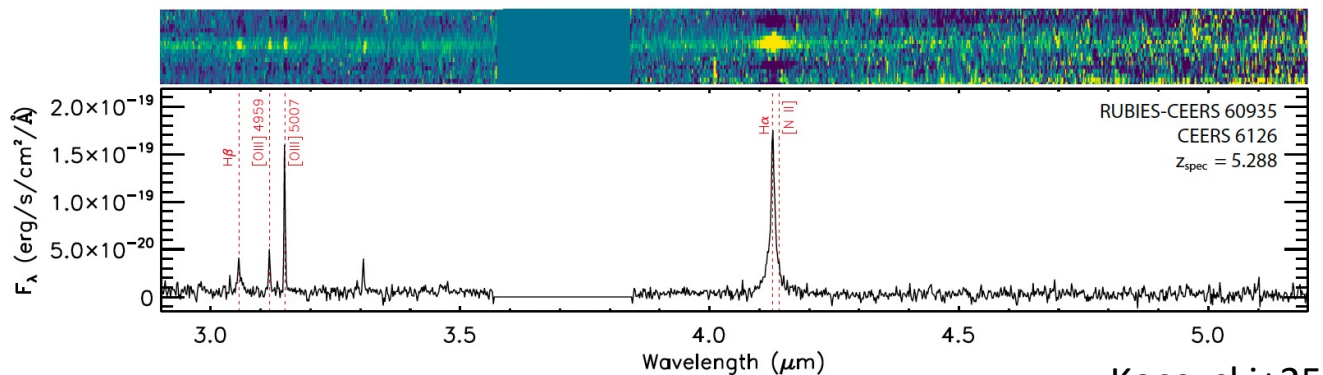 Hβ
[OIII] 4959
[OIII] 5007
Hα
[N II]
RUBIES-CEERS 60935
CEERS 6126
z_spec = 5.288
F_λ (erg/s/cm²/Å)
2.0×10⁻¹⁹
1.5×10⁻¹⁹
1.0×10⁻¹⁹
5.0×10⁻²⁰
0
3.0 3.5 4.0 4.5 5.0
Wavelength (μm)